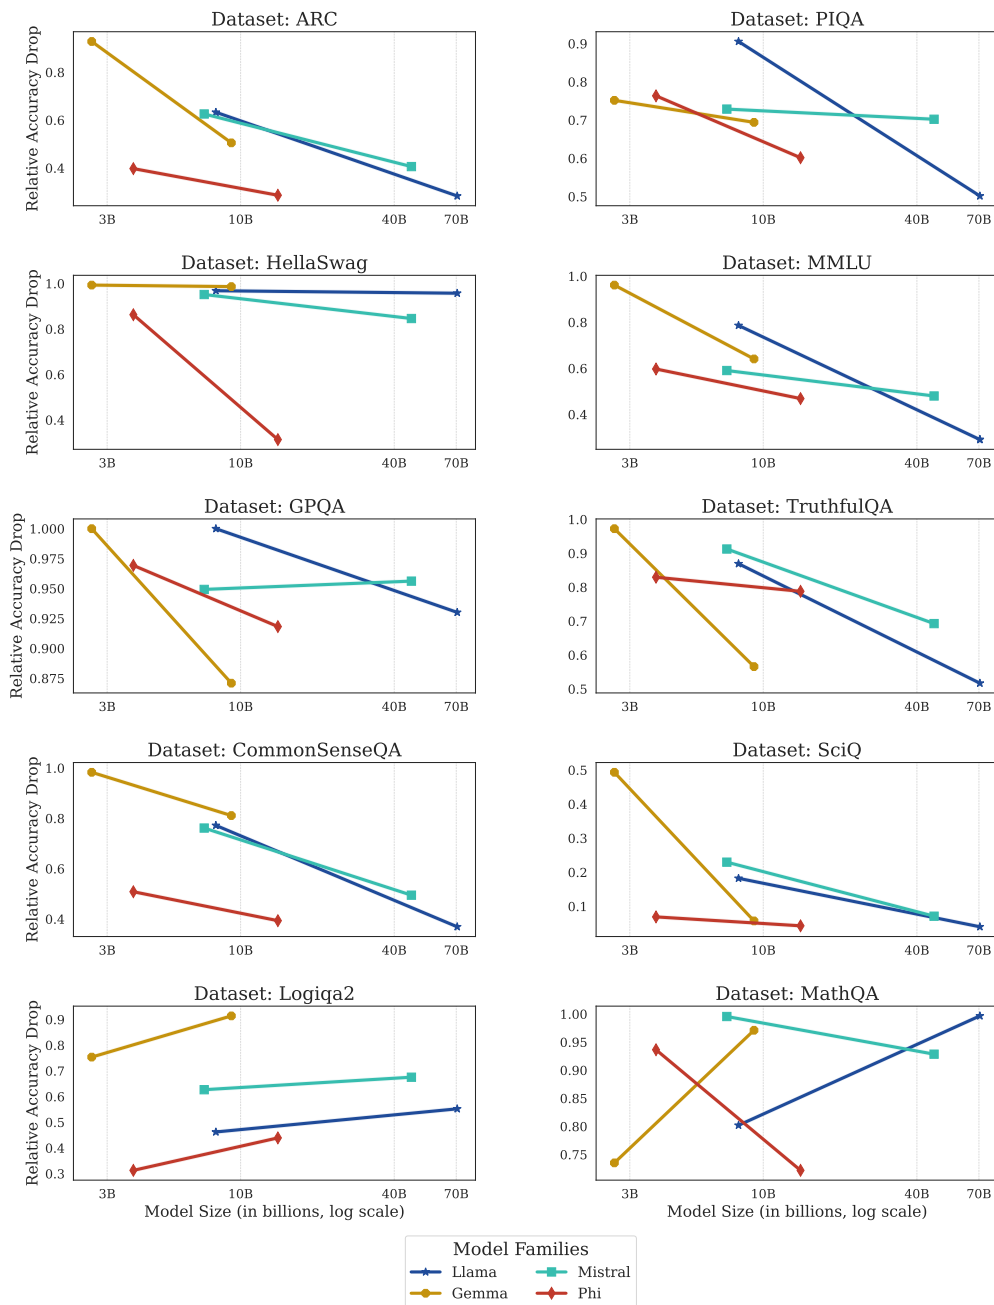 Dataset: ARC
Relative Accuracy Drop
0.8
0.6
0.4
3B 10B 40B 70B
Dataset: PIQA
0.9
0.8
0.7
0.6
0.5
3B 10B 40B 70B
Dataset: HellaSwag
Relative Accuracy Drop
1.0
0.8
0.6
0.4
3B 10B 40B 70B
Dataset: MMLU
1.0
0.8
0.6
0.4
3B 10B 40B 70B
Dataset: GPQA
Relative Accuracy Drop
1.000
0.975
0.950
0.925
0.900
0.875
3B 10B 40B 70B
Dataset: TruthfulQA
1.0
0.9
0.8
0.7
0.6
0.5
3B 10B 40B 70B
Dataset: CommonSenseQA
Relative Accuracy Drop
1.0
0.8
0.6
0.4
3B 10B 40B 70B
Dataset: SciQ
0.5
0.4
0.3
0.2
0.1
3B 10B 40B 70B
Dataset: Logiqa2
Relative Accuracy Drop
0.9
0.8
0.7
0.6
0.5
0.4
0.3
3B 10B 40B 70B
Model Size (in billions, log scale)
Dataset: MathQA
1.00
0.95
0.90
0.85
0.80
0.75
3B 10B 40B 70B
Model Size (in billions, log scale)
Model Families
Llama Mistral
Gemma Phi